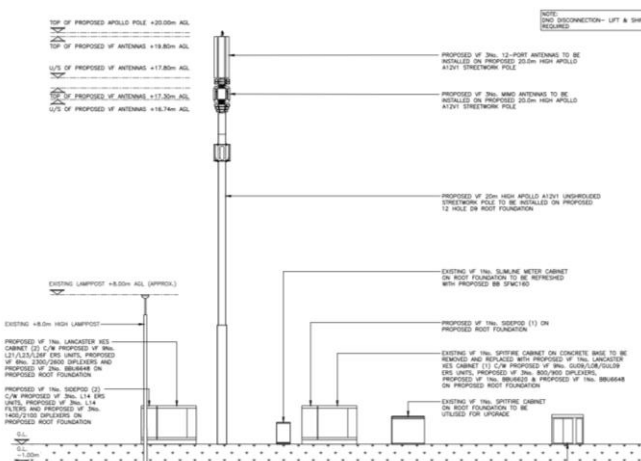 NOTE:
DNO DISCONNECTION- LIFT & SHI
REQUIRED
TOP OF PROPOSED APOLLO POLE +20.00m AGL
TOP OF PROPOSED VF ANTENNAS +19.80m AGL
U/S OF PROPOSED VF ANTENNAS +17.80m AGL
TOP OF PROPOSED VF ANTENNAS +17.30m AGL
U/S OF PROPOSED VF ANTENNAS +16.74m AGL
PROPOSED VF 3No. 12-PORT ANTENNAS TO BE
INSTALLED ON PROPOSED 20.0m HIGH APOLLO
A12V1 STREETWORK POLE
PROPOSED VF 3No. MIMO ANTENNAS TO BE
INSTALLED ON PROPOSED 20.0m HIGH APOLLO
A12V1 STREETWORK POLE
PROPOSED VF 20m HIGH APOLLO A12V1 UNSHROUDED
STREETWORK POLE TO BE INSTALLED ON PROPOSED
12 HOLE D9 ROOT FOUNDATION
EXISTING LAMPPOST +8.00m AGL (APPROX.)
EXISTING VF 1No. SLIMLINE METER CABINET
ON ROOT FOUNDATION TO BE REFRESHED
WITH PROPOSED BB SFMC160
EXISTING +8.0m HIGH LAMPPOST
PROPOSED VF 1No. LANCASTER XES
CABINET (2) C/W PROPOSED VF 9No.
L21/L23/L26F ERS UNITS, PROPOSED
VF 6No. 2300/2600 DIPLEXERS AND
PROPOSED VF 2No. BBU6648 ON
PROPOSED ROOT FOUNDATION
PROPOSED VF 1No. SIDEPOD (1) ON
PROPOSED ROOT FOUNDATION
EXISTING VF 1No. SPITFIRE CABINET ON CONCRETE BASE TO BE
REMOVED AND REPLACED WITH PROPOSED VF 1No. LANCASTER
XES CABINET (1) C/W PROPOSED VF 9No. GU09/L08/GUL09
ERS UNITS, PROPOSED VF 3No. 800/900 DIPLEXERS,
PROPOSED VF 1No. BBU6620 & PROPOSED VF 1No. BBU6648
ON PROPOSED ROOT FOUNDATION
PROPOSED VF 1No. SIDEPOD (2)
C/W PROPOSED VF 3No. L14 ERS
UNITS, PROPOSED VF 3No. L14
FILTERS AND PROPOSED VF 3No.
1400/2100 DIPLEXERS ON
PROPOSED ROOT FOUNDATION
EXISTING VF 1No. SPITFIRE CABINET
ON ROOT FOUNDATION TO BE
UTILISED FOR UPGRADE
G.L.
G.L.
-1.00m